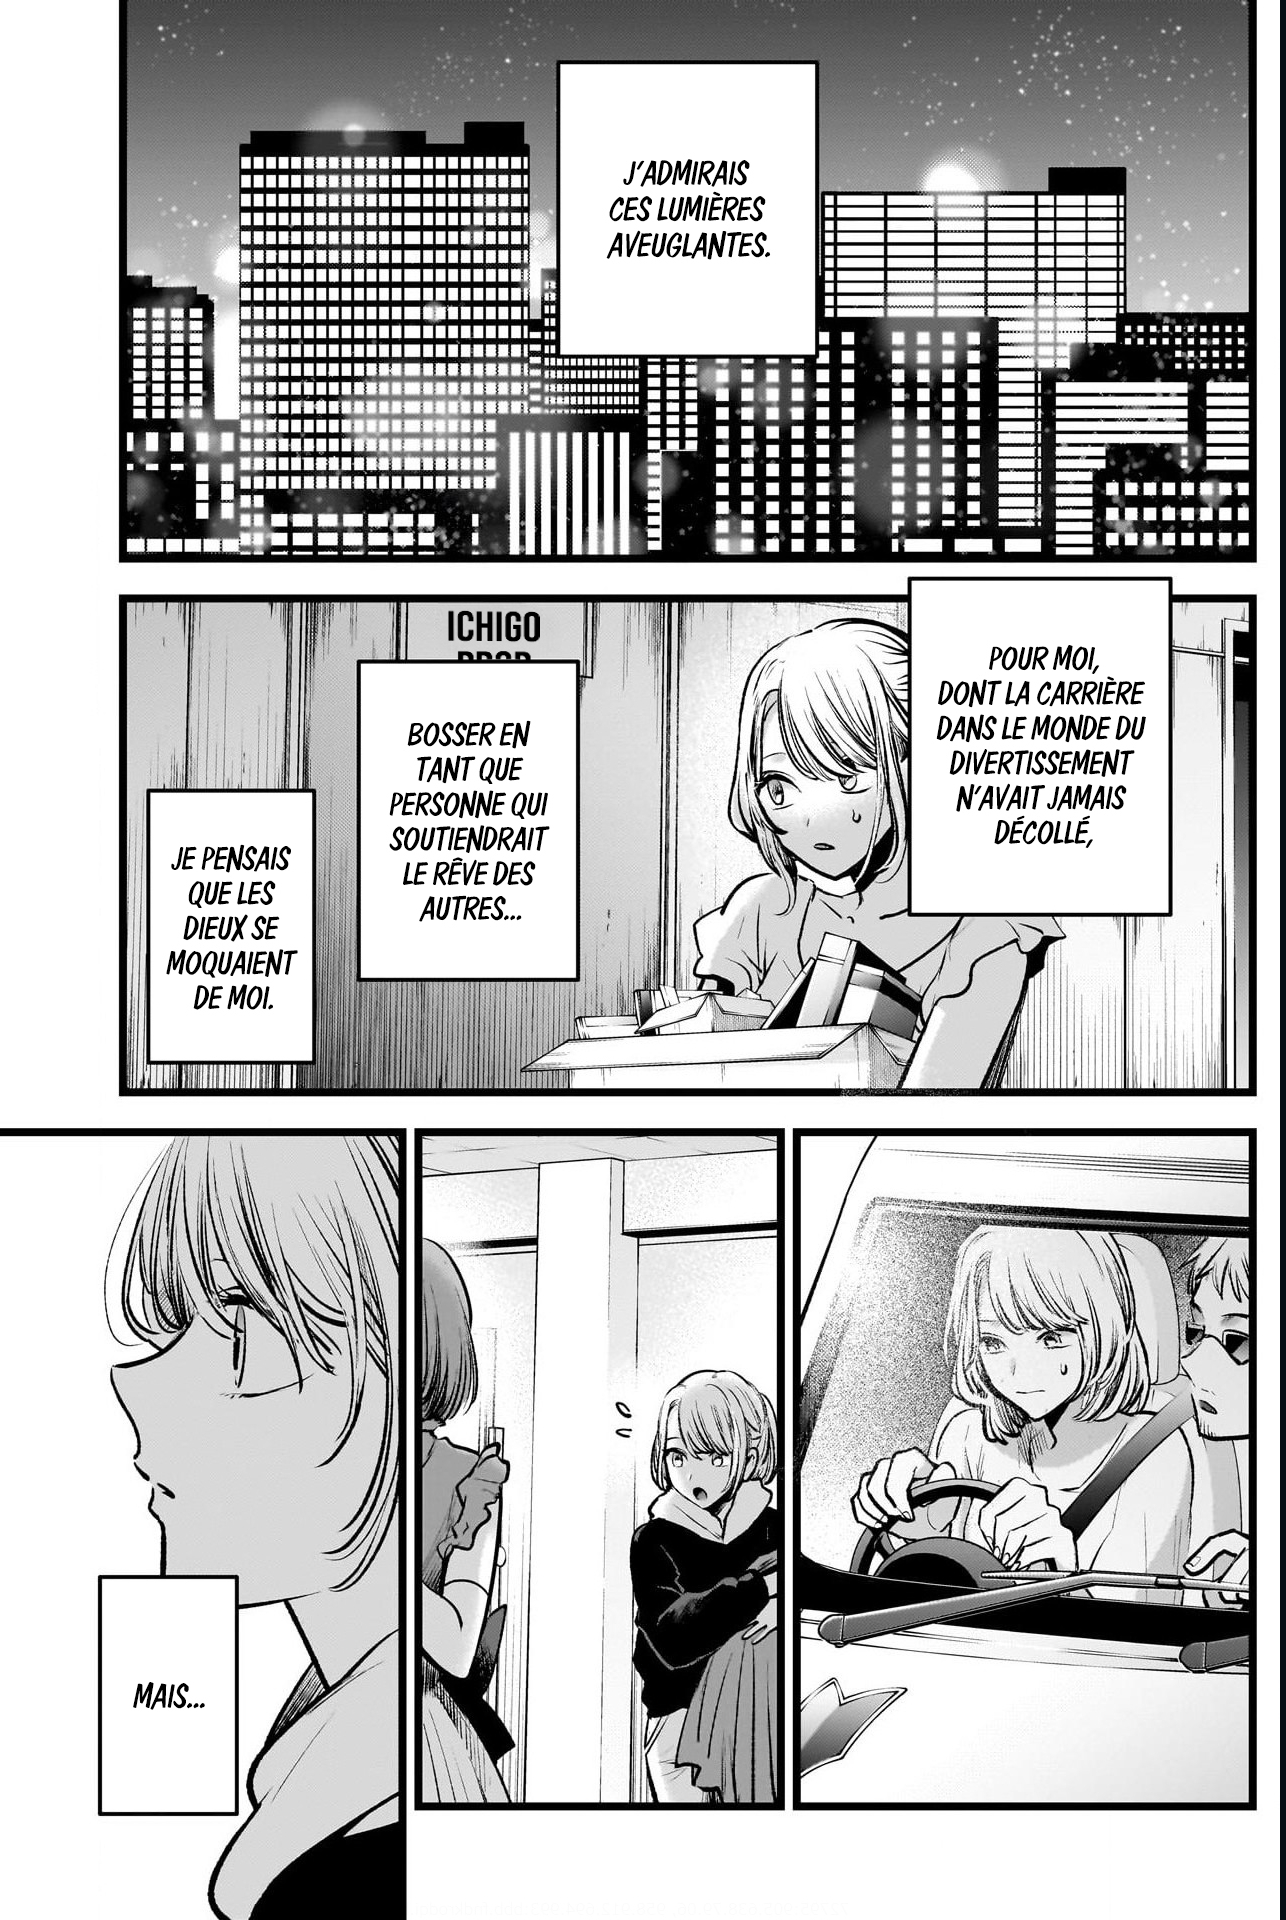 J'ADMIRAIS
CES LUMIÈRES
AVEUGLANTES.
ICHIGO
PROD
POUR MOI,
DONT LA CARRIÈRE
DANS LE MONDE DU
DIVERTISSEMENT
N'AVAIT JAMAIS
DÉCOLLÉ,
BOSSER EN
TANT QUE
PERSONNE QUI
SOUTIENDRAIT
LE RÊVE DES
AUTRES...
JE PENSAIS
QUE LES
DIEUX SE
MOQUAIENT
DE MOI.
MAIS...